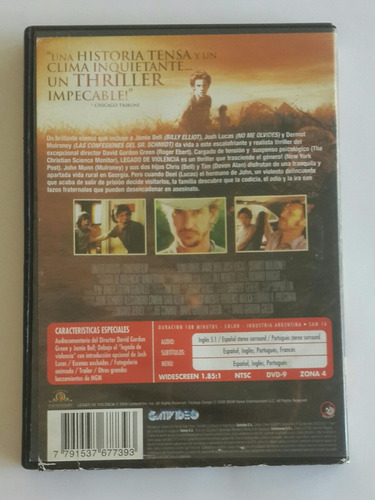 "UNA HISTORIA TENSA Y UN
CLIMA INQUIETANTE...
UN THRILLER
IMPECABLE!"
—CHICAGO TRIBUNE
Un brillante elenco que incluye a Jamie Bell (BILLY ELLIOT), Josh Lucas (NO ME OLVIDES) y Dermot
Mulroney (LAS CONFESIONES DEL SR. SCHMIDT) da vida a este escalofriante y realista thriller del
excepcional director David Gordon Green (Roger Ebert). Cargado de tensión y suspenso psicológico (The
Christian Science Monitor), LEGADO DE VIOLENCIA es un thriller que trasciende el género! (New York
Post). John Munn (Mulroney) y sus dos hijos Chris (Bell) y Tim (Devon Alan) disfrutan de una tranquila y
apartada vida rural en Georgia. Pero cuando Deel (Lucas) el hermano de John, un violento delincuente
que acaba de salir de prisión decide visitarlos, la familia descubre que la codicia, el odio y la ira son
lazos fraternales que pueden desencadenar en asesinato.
CARACTERISTICAS ESPECIALES
Audiocomentario del Director David Gordon
Green y Jamie Bell; Debajo el "legado de
violencia" con introducción opcional de Josh
Lucas / Escenas excluidas / Fotogalería
animada / Trailer / Otros grandes
lanzamientos de MGM
DURACION 108 MINUTOS - COLOR - INDUSTRIA ARGENTINA - SAM 16
AUDIO: Inglés 5.1 / Español stereo surround / Portugués stereo surround
SUBTITULOS: Español, Inglés, Portugués, Francés
MENU: Español, Inglés, Portugués
WIDESCREEN 1.85:1 NTSC DVD-9 ZONA 4
GATIVIDEO
7 791537 677393